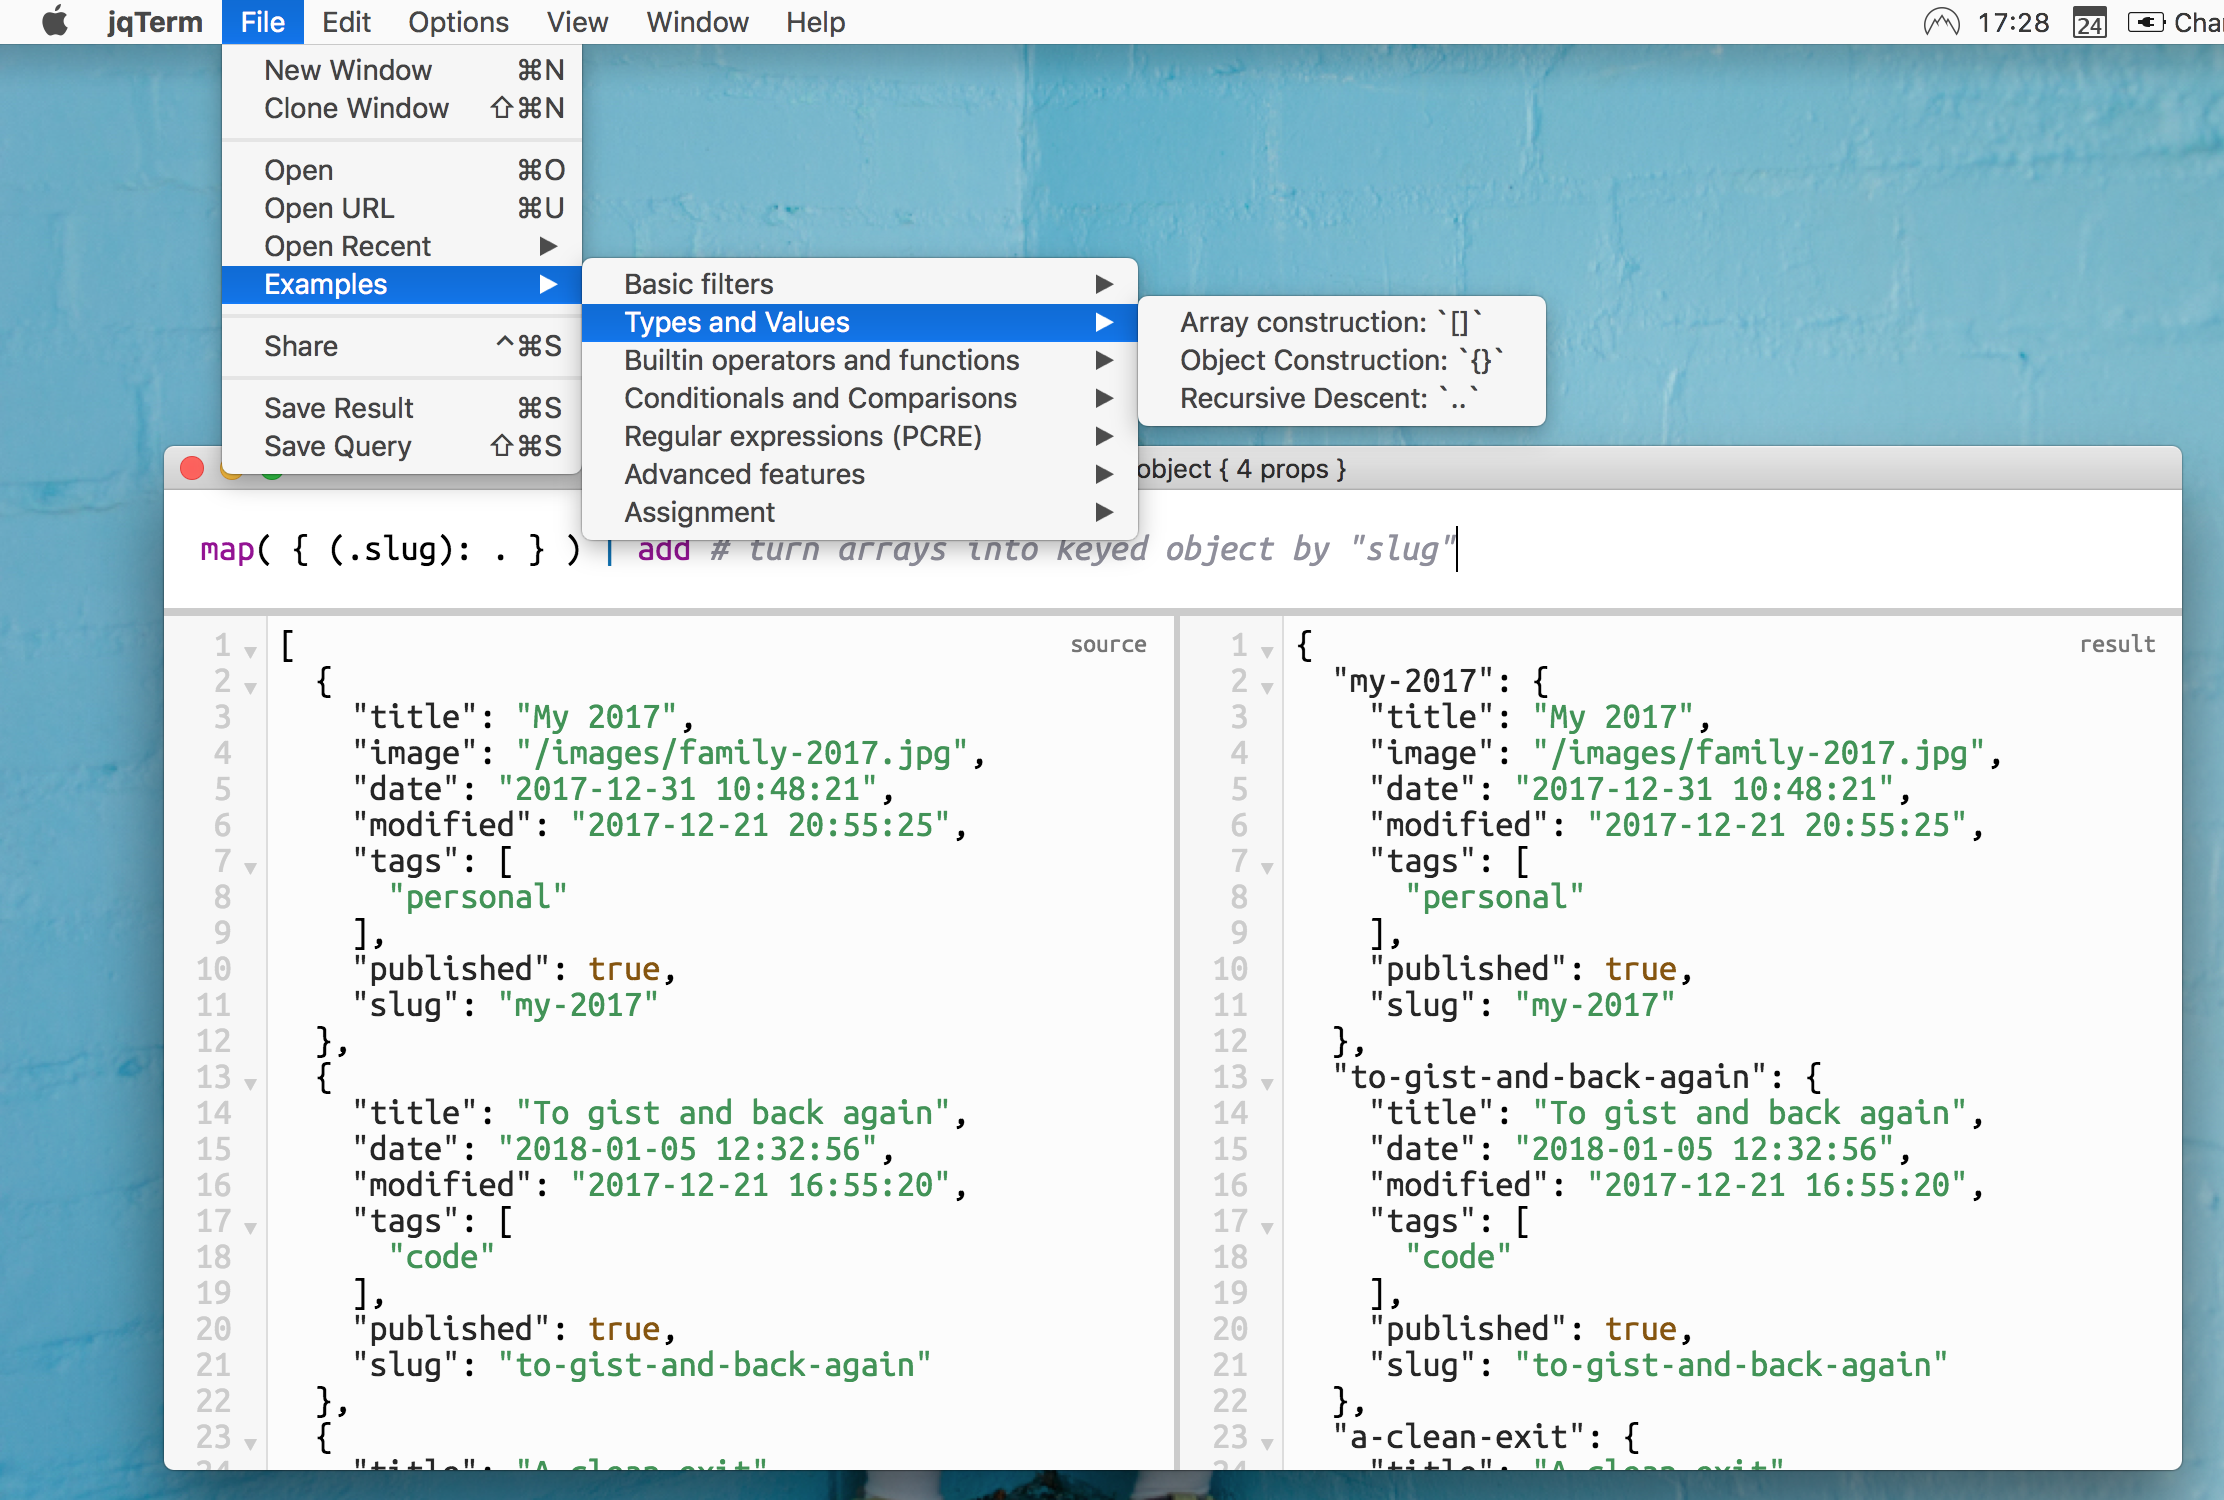 jqTerm File Edit Options View Window Help 17:28 24
New Window ⌘N
Clone Window ⇧⌘N
Open ⌘O
Open URL ⌘U
Open Recent ▶
Examples ▶
Share ^⌘S
Save Result ⌘S
Save Query ⇧⌘S
Basic filters ▶
Types and Values ▶
Builtin operators and functions ▶
Conditionals and Comparisons ▶
Regular expressions (PCRE) ▶
Advanced features ▶
Assignment ▶
Array construction: `[]`
Object Construction: `{}`
Recursive Descent: `..`
object { 4 props }
map( { (.slug): . } ) | add # turn arrays into keyed object by "slug"
source
1 [
2 {
3 "title": "My 2017",
4 "image": "/images/family-2017.jpg",
5 "date": "2017-12-31 10:48:21",
6 "modified": "2017-12-21 20:55:25",
7 "tags": [
8 "personal"
9 ],
10 "published": true,
11 "slug": "my-2017"
12 },
13 {
14 "title": "To gist and back again",
15 "date": "2018-01-05 12:32:56",
16 "modified": "2017-12-21 16:55:20",
17 "tags": [
18 "code"
19 ],
20 "published": true,
21 "slug": "to-gist-and-back-again"
22 },
23 {
24 "title": "A clean exit"
result
1 {
2 "my-2017": {
3 "title": "My 2017",
4 "image": "/images/family-2017.jpg",
5 "date": "2017-12-31 10:48:21",
6 "modified": "2017-12-21 20:55:25",
7 "tags": [
8 "personal"
9 ],
10 "published": true,
11 "slug": "my-2017"
12 },
13 "to-gist-and-back-again": {
14 "title": "To gist and back again",
15 "date": "2018-01-05 12:32:56",
16 "modified": "2017-12-21 16:55:20",
17 "tags": [
18 "code"
19 ],
20 "published": true,
21 "slug": "to-gist-and-back-again"
22 },
23 "a-clean-exit": {
24 "title": "A clean exit"